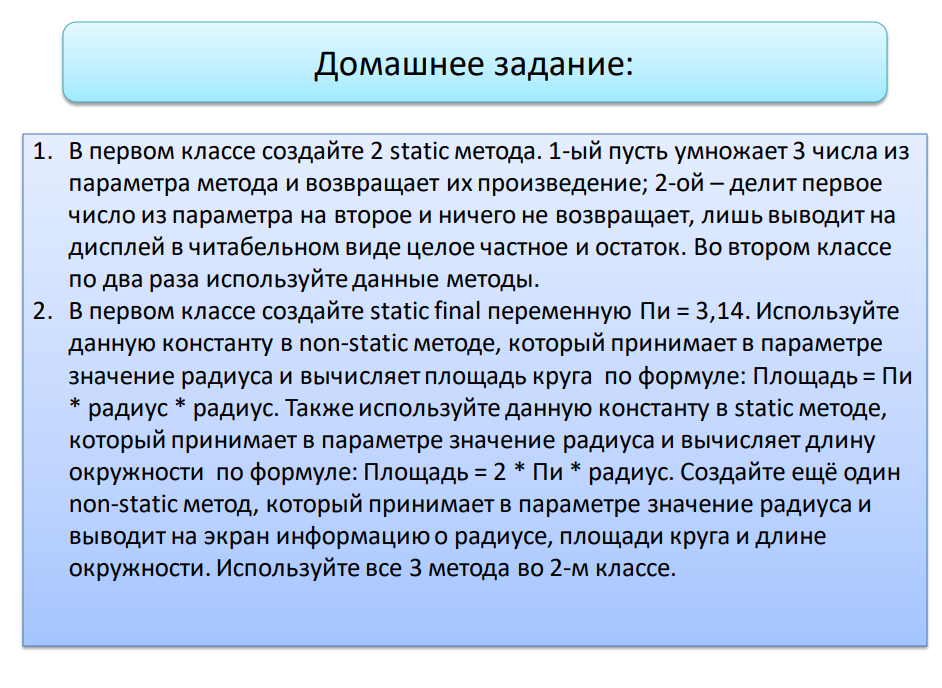 Домашнее задание:
1. В первом классе создайте 2 static метода. 1-ый пусть умножает 3 числа из
параметра метода и возвращает их произведение; 2-ой – делит первое
число из параметра на второе и ничего не возвращает, лишь выводит на
дисплей в читабельном виде целое частное и остаток. Во втором классе
по два раза используйте данные методы.
2. В первом классе создайте static final переменную Пи = 3,14. Используйте
данную константу в non-static методе, который принимает в параметре
значение радиуса и вычисляет площадь круга по формуле: Площадь = Пи
* радиус * радиус. Также используйте данную константу в static методе,
который принимает в параметре значение радиуса и вычисляет длину
окружности по формуле: Площадь = 2 * Пи * радиус. Создайте ещё один
non-static метод, который принимает в параметре значение радиуса и
выводит на экран информацию о радиусе, площади круга и длине
окружности. Используйте все 3 метода во 2-м классе.